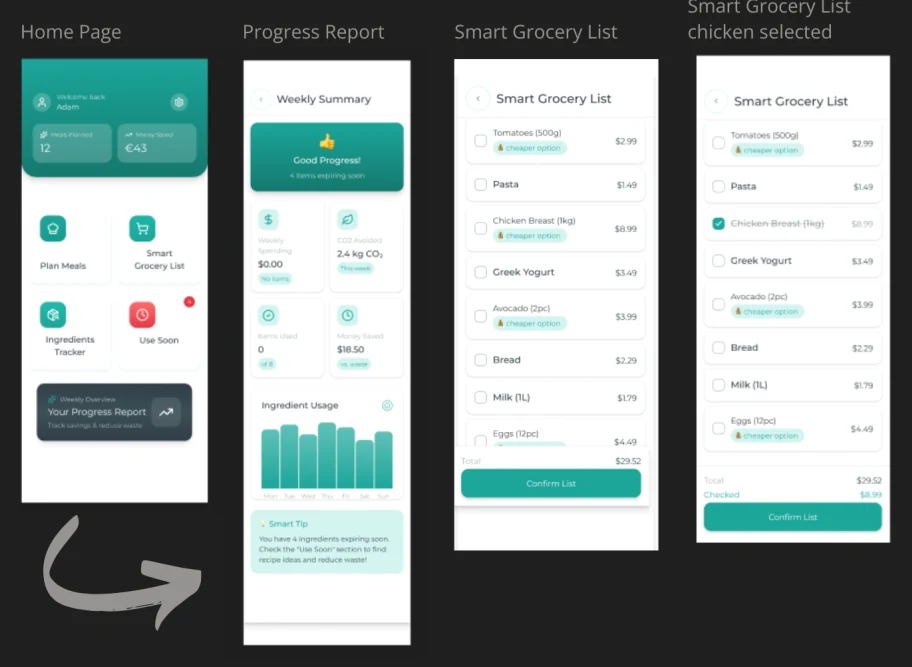 Home Page
Welcome back
Adam
Meals Planned
12
Money Saved
€43
Plan Meals
Smart
Grocery List
Ingredients
Tracker
4
Use Soon
Weekly Overview
Your Progress Report
Track savings & reduce waste
Progress Report
Weekly Summary
Good Progress!
4 items expiring soon
Weekly
Spending
$0.00
No items
CO2 Avoided
2.4 kg CO₂
This week
Items Used
0
of 8
Money Saved
$18.50
vs. waste
Ingredient Usage
Mon Tue Wed Thu Fri Sat Sun
Smart Tip
You have 4 ingredients expiring soon.
Check the "Use Soon" section to find
recipe ideas and reduce waste!
Smart Grocery List
Smart Grocery List
Tomatoes (500g)
cheaper option
$2.99
Pasta
$1.49
Chicken Breast (1kg)
cheaper option
$8.99
Greek Yogurt
$3.49
Avocado (2pc)
cheaper option
$3.99
Bread
$2.29
Milk (1L)
$1.79
Eggs (12pc)
$4.49
Total
$29.52
Confirm List
Smart Grocery List
chicken selected
Smart Grocery List
Tomatoes (500g)
cheaper option
$2.99
Pasta
$1.49
Chicken Breast (1kg)
$8.99
Greek Yogurt
$3.49
Avocado (2pc)
cheaper option
$3.99
Bread
$2.29
Milk (1L)
$1.79
Eggs (12pc)
cheaper option
$4.49
Total
$29.52
Checked
$8.99
Confirm List